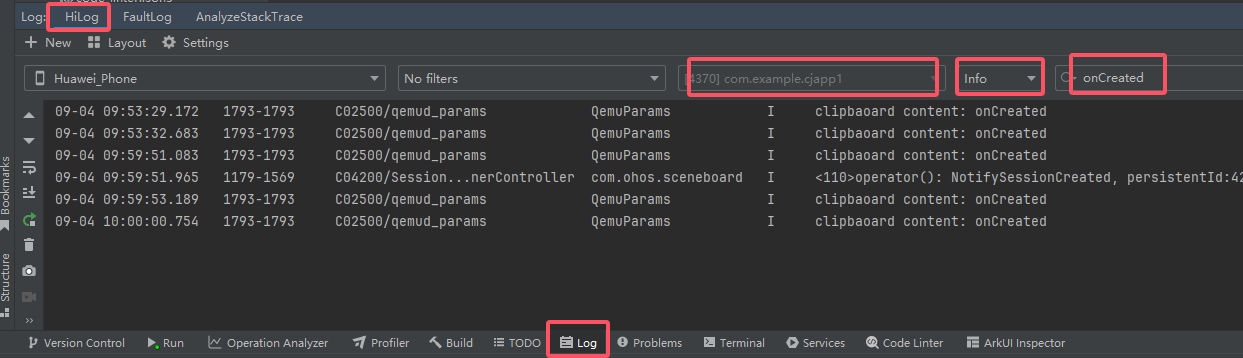 Log: HiLog FaultLog AnalyzeStackTrace
New Layout Settings
Huawei_Phone No filters [4370] com.example.cjapp1 Info onCreated
09-04 09:53:29.172 1793-1793 C02500/qemud_params QemuParams I clipbaoard content: onCreated
09-04 09:53:32.683 1793-1793 C02500/qemud_params QemuParams I clipbaoard content: onCreated
09-04 09:59:51.083 1793-1793 C02500/qemud_params QemuParams I clipbaoard content: onCreated
09-04 09:59:51.965 1179-1569 C04200/Session...nerController com.ohos.sceneboard I <110>operator(): NotifySessionCreated, persistentId:42
09-04 09:59:53.189 1793-1793 C02500/qemud_params QemuParams I clipbaoard content: onCreated
09-04 10:00:00.754 1793-1793 C02500/qemud_params QemuParams I clipbaoard content: onCreated
Bookmarks
Structure
Version Control Run Operation Analyzer Profiler Build TODO Log Problems Terminal Services Code Linter ArkUI Inspector